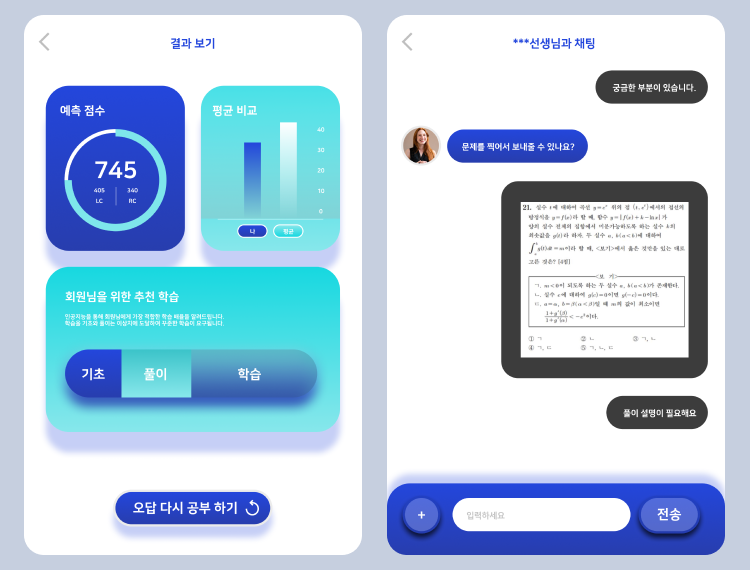 결과 보기
예측 점수
745
405
LC
340
RC
평균 비교
40
30
20
10
0
나
평균
회원님을 위한 추천 학습
인공지능을 통해 회원님에게 가장 적합한 학습 배율을 알려드립니다.
학습을 기초와 풀이는 이상치에 도달하여 꾸준한 학습이 요구됩니다.
기초
풀이
학습
오답 다시 공부 하기
***선생님과 채팅
궁금한 부분이 있습니다.
문제를 찍어서 보내줄 수 있나요?
21. 실수 t에 대하여 곡선 y=eˣ 위의 점 (t, eᵗ)에서의 접선의
방정식을 y=f(x)라 할 때, 함수 y=|f(x)+k-ln x|가
양의 실수 전체의 집합에서 미분가능하도록 하는 실수 k의
최솟값을 g(t)라 하자. 두 실수 a, b(a<b)에 대하여
g(t)dt=m이라 할 때, <보기>에서 옳은 것만을 있는 대로
고른 것은? [4점]
<보 기>
ㄱ. m<0이 되도록 하는 두 실수 a, b(a<b)가 존재한다.
ㄴ. 실수 c에 대하여 g(c)=0이면 g(-c)=0이다.
ㄷ. a=α, b=β(α<β)일 때 m의 값이 최소이면
(1+g′(β))/(1+g′(α)) < -e²이다.
① ㄱ ② ㄴ ③ ㄱ, ㄴ
④ ㄱ, ㄷ ⑤ ㄱ, ㄴ, ㄷ
풀이 설명이 필요해요
+
입력하세요
전송